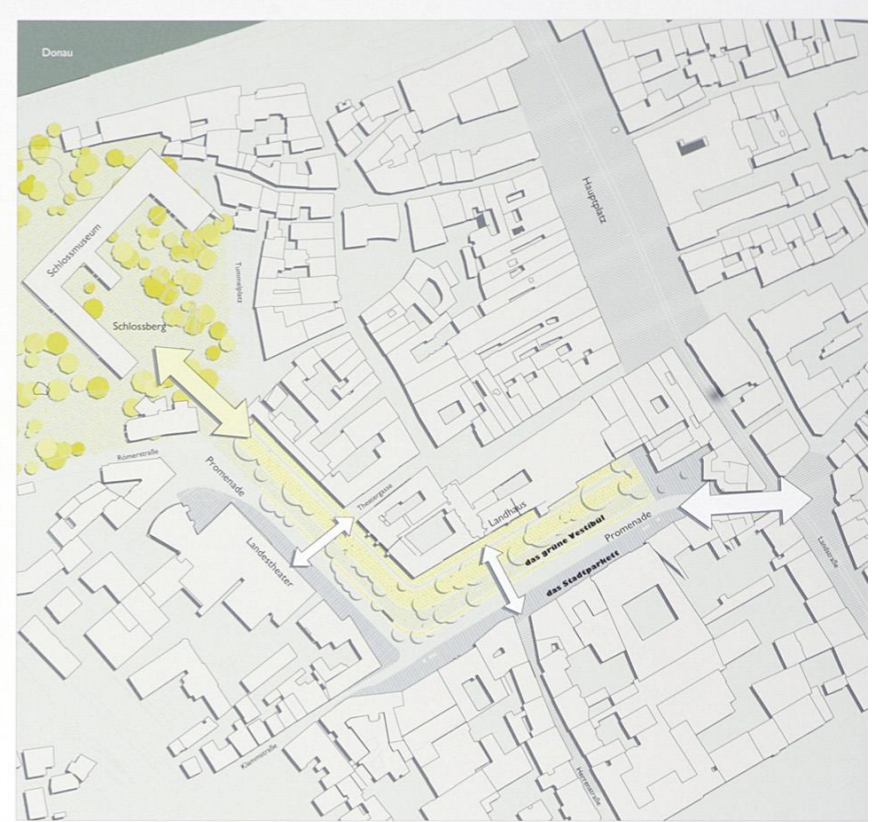 Donau
Hauptplatz
Schlossmuseum
Tummelplatz
Schlossberg
Römerstraße
Promenade
Theatergasse
Landhaus
Landestheater
das grüne Vestibül
Promenade
das Stadtparkett
Landstraße
Klammstraße
Herrenstraße